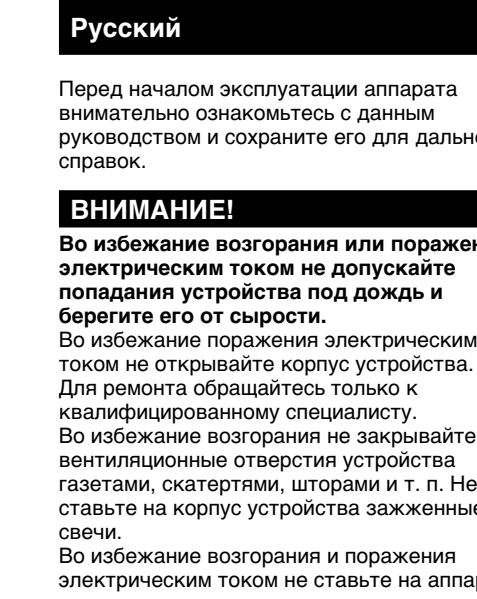 Русский
Перед началом эксплуатации аппарата
внимательно ознакомьтесь с данным
руководством и сохраните его для
справок.
ВНИМАНИЕ!
Во избежание возгорания или
электрическим током не допускайте
попадания устройства под дождь и
берегите его от сырости.
Во избежание поражения электрическим
током не открывайте корпус устройства.
Для ремонта обращайтесь только к
квалифицированному специалисту.
Во избежание возгорания не закрывайте
вентиляционные отверстия устройства
газетами, скатертями, шторами и т. п. Не
ставьте на корпус устройства зажженные
свечи.
Во избежание возгорания и поражения
электрическим током не ставьте на